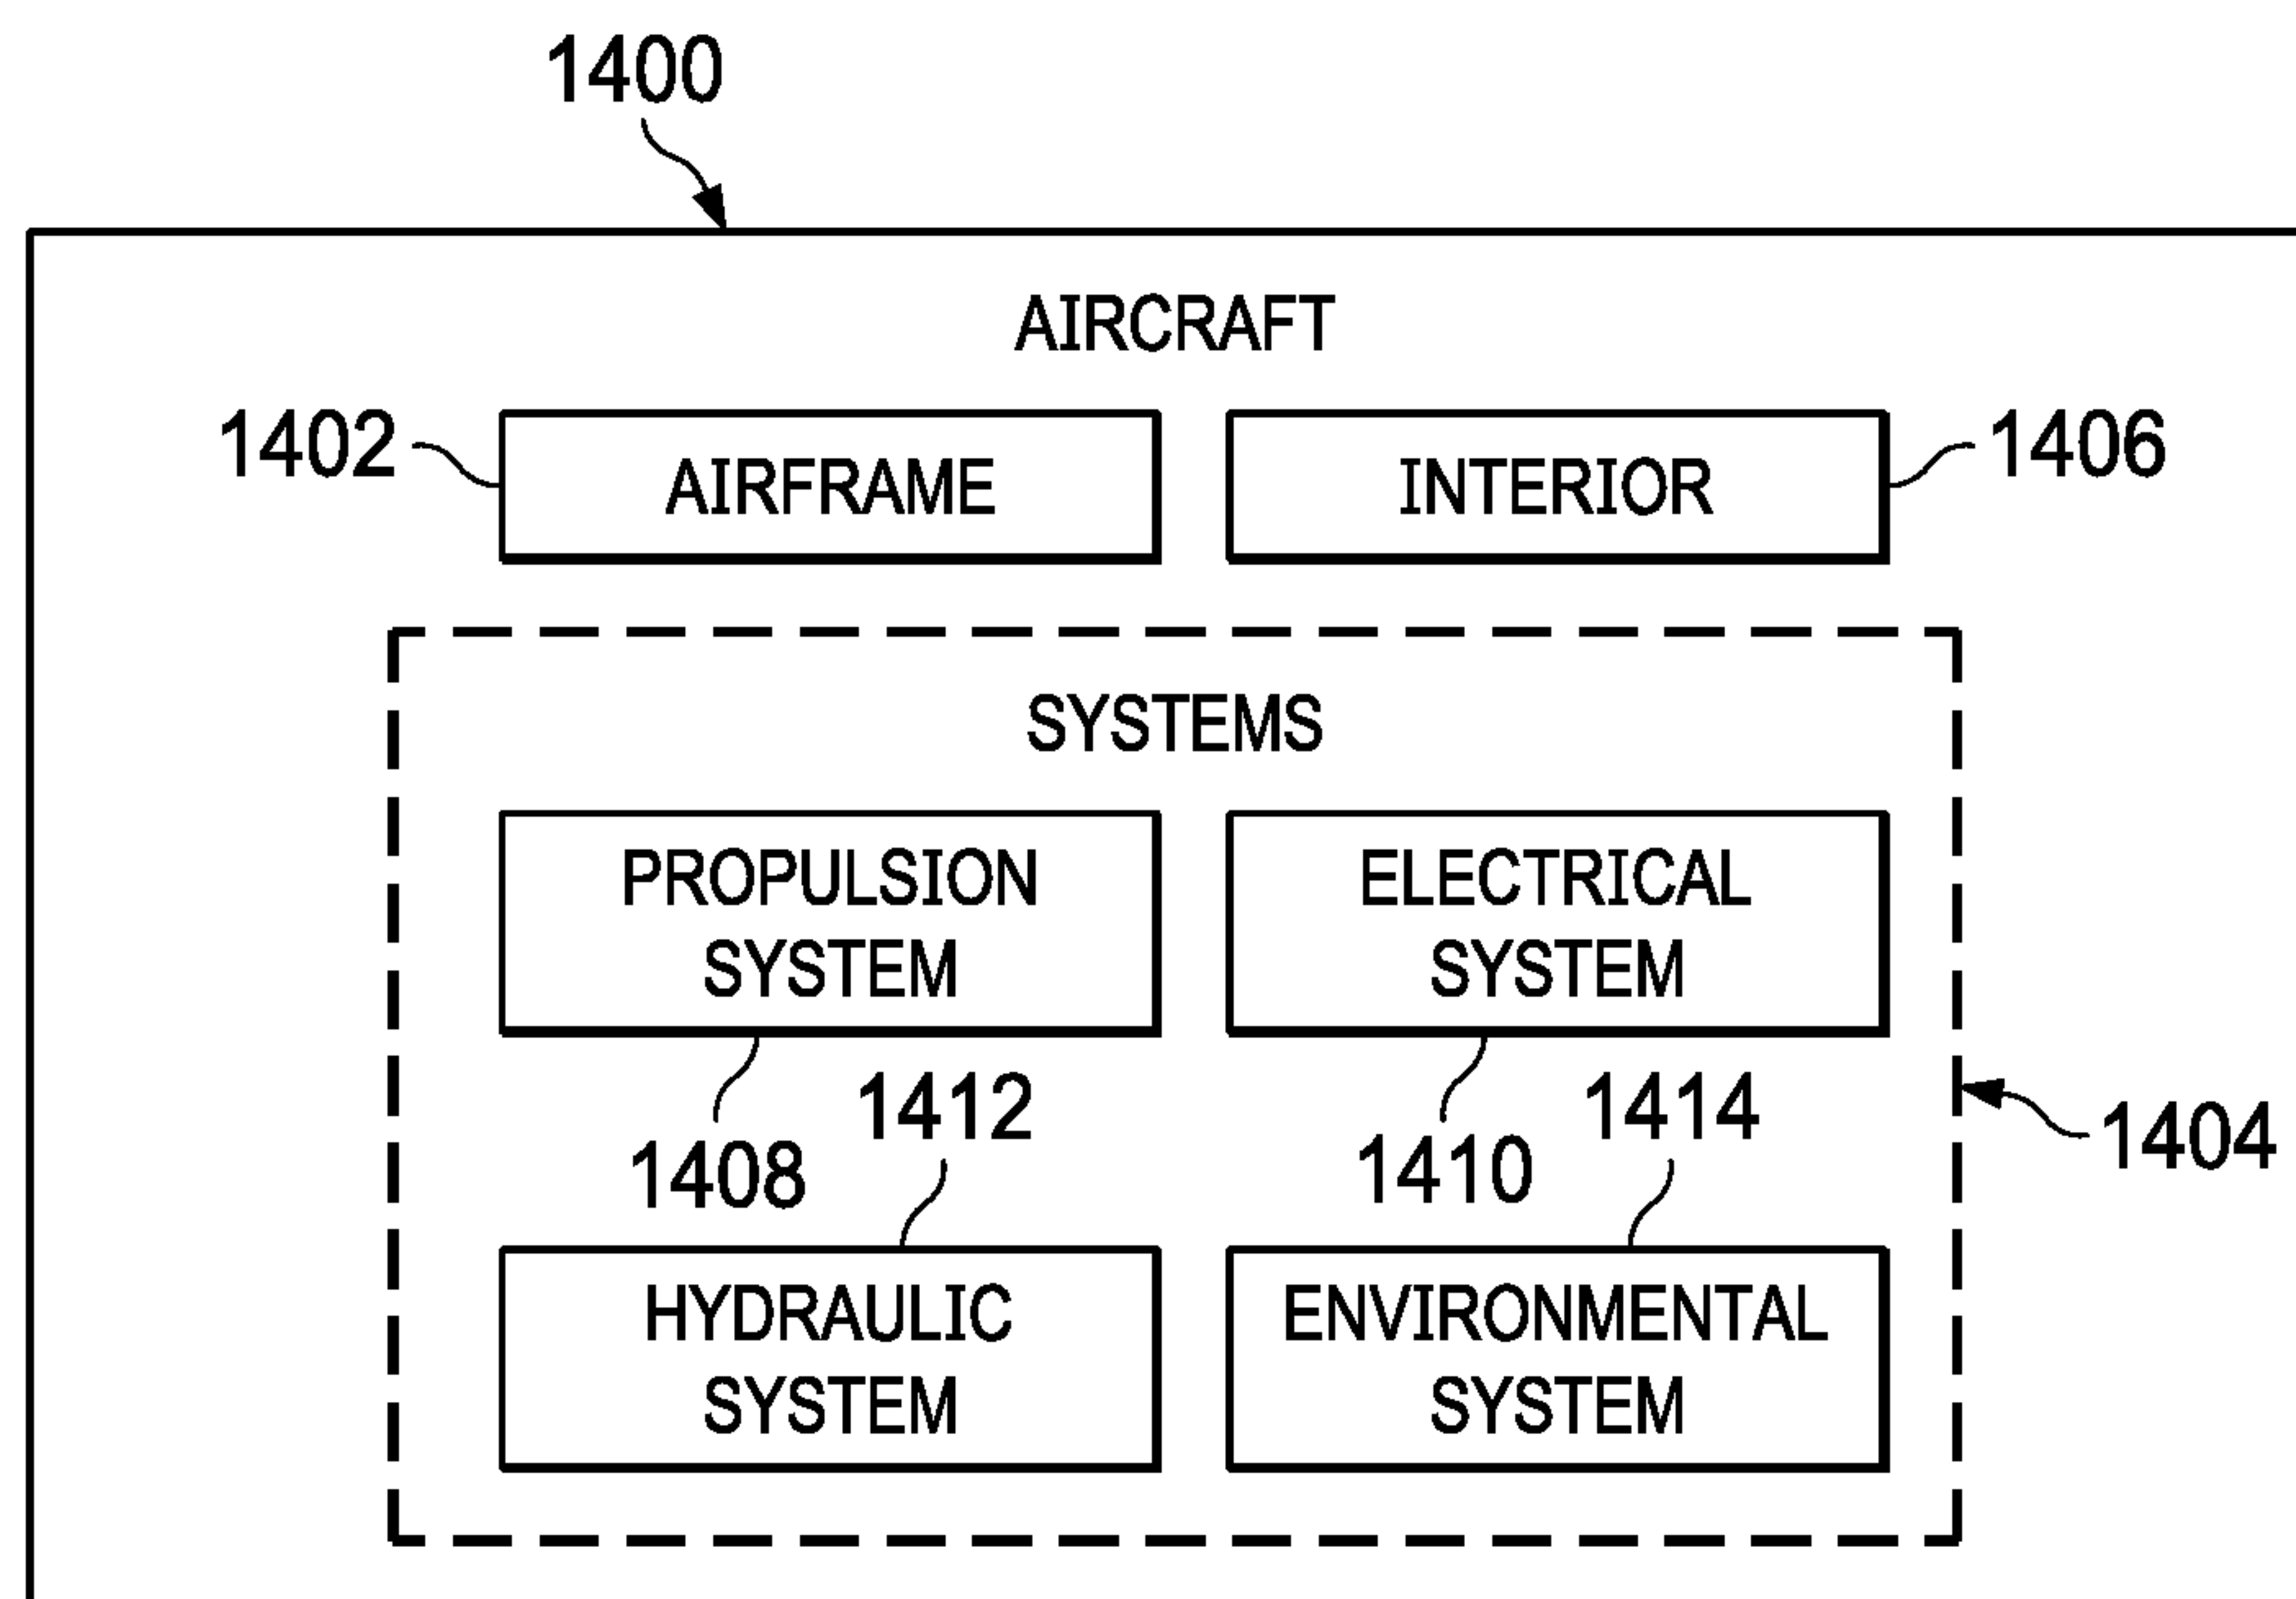 1400
AIRCRAFT
1402
AIRFRAME
INTERIOR
1406
SYSTEMS
PROPULSION
SYSTEM
ELECTRICAL
SYSTEM
1408
1412
1410
1414
1404
HYDRAULIC
SYSTEM
ENVIRONMENTAL
SYSTEM